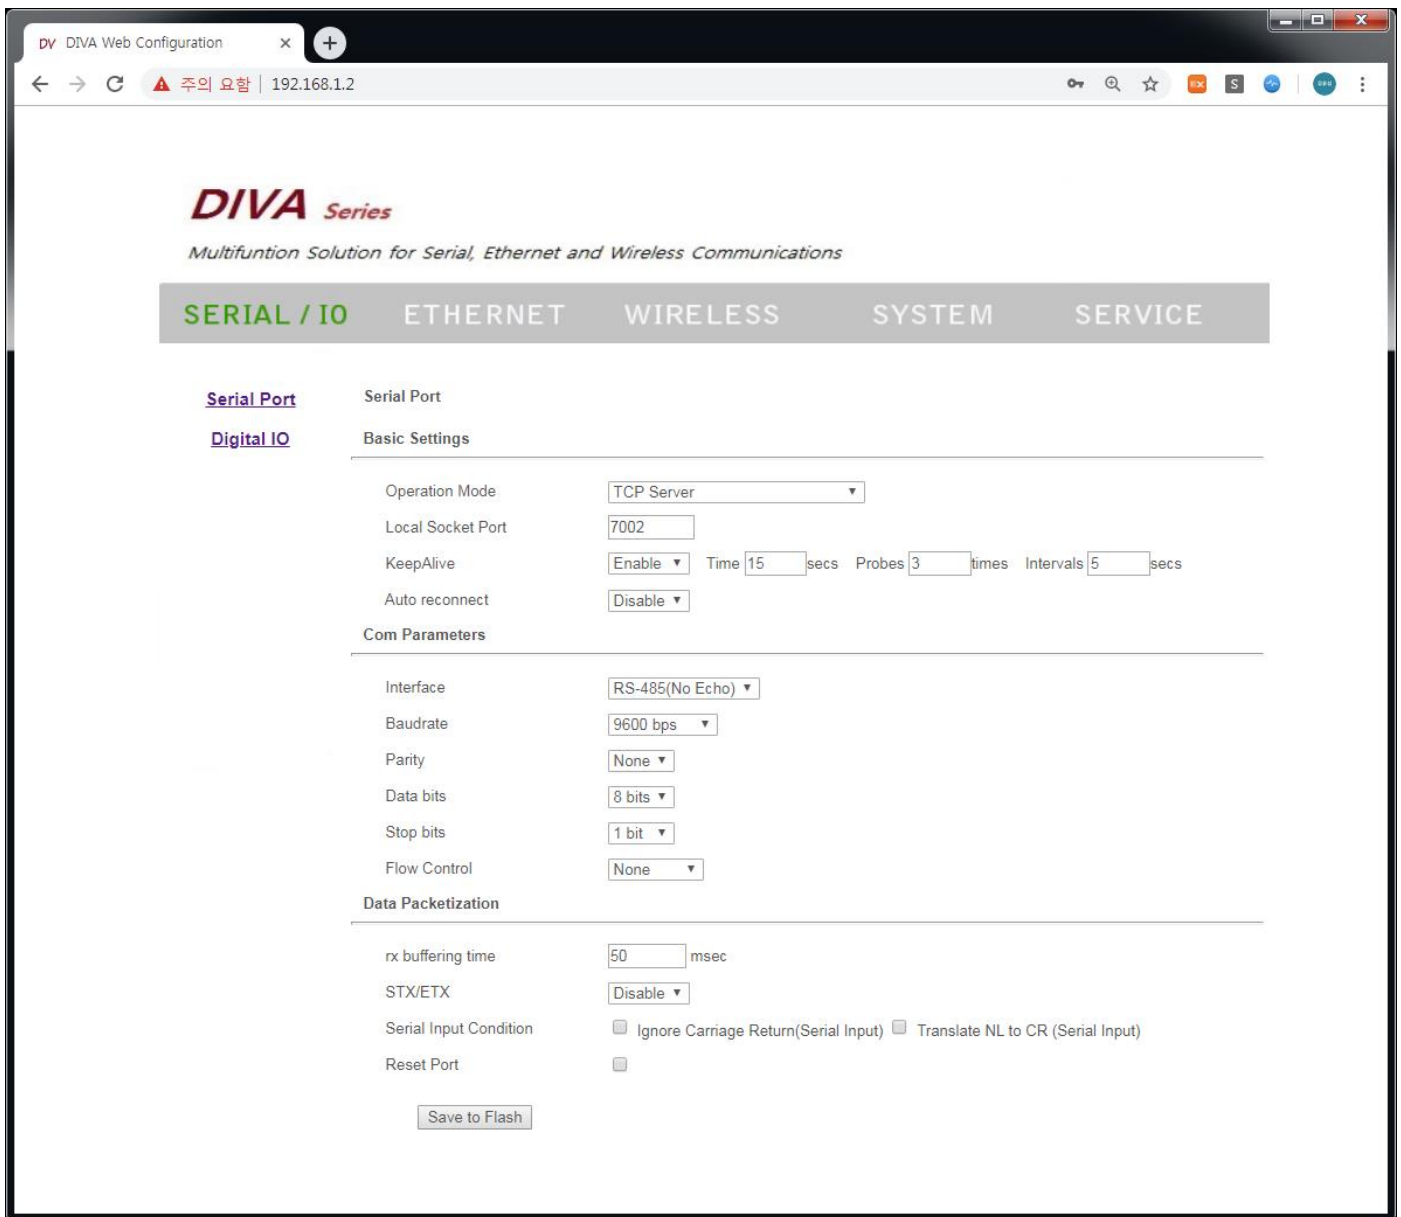 DV DIVA Web Configuration
주의 요함 192.168.1.2
DIVA Series
Multifuntion Solution for Serial, Ethernet and Wireless Communications
SERIAL / IO ETHERNET WIRELESS SYSTEM SERVICE
Serial Port
Digital IO
Serial Port
Basic Settings
Operation Mode TCP Server
Local Socket Port 7002
KeepAlive Enable Time 15 secs Probes 3 times Intervals 5 secs
Auto reconnect Disable
Com Parameters
Interface RS-485(No Echo)
Baudrate 9600 bps
Parity None
Data bits 8 bits
Stop bits 1 bit
Flow Control None
Data Packetization
rx buffering time 50 msec
STX/ETX Disable
Serial Input Condition Ignore Carriage Return(Serial Input) Translate NL to CR (Serial Input)
Reset Port
Save to Flash